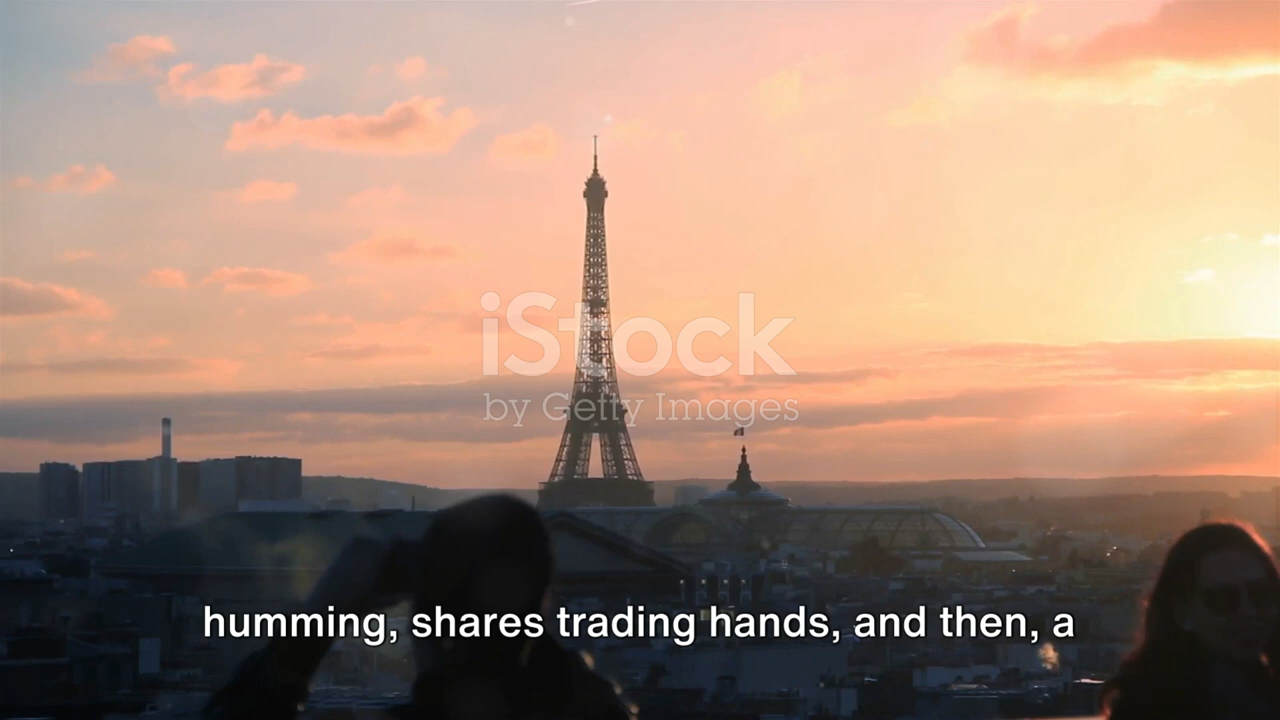 iStock
by Getty Images
humming, shares trading hands, and then, a